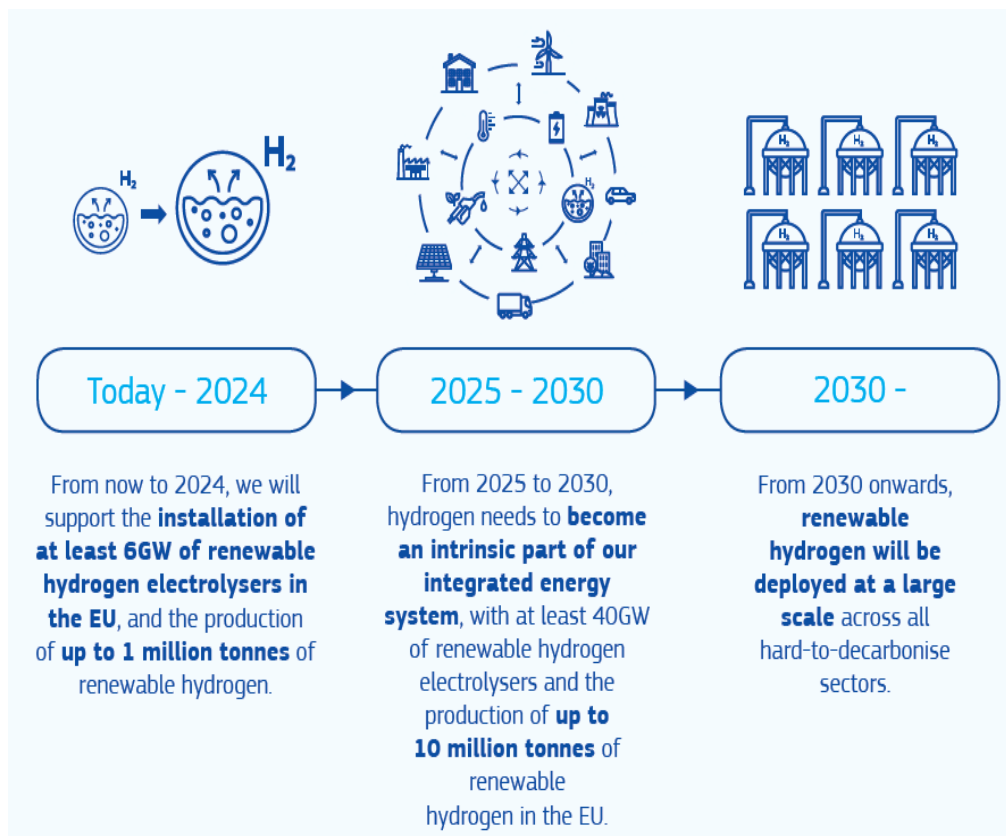 H₂
H₂
H₂
H₂
H₂
H₂
H₂
H₂
H₂
Today - 2024
2025 - 2030
2030 -
From now to 2024, we will
support the installation of
at least 6GW of renewable
hydrogen electrolysers in
the EU, and the production
of up to 1 million tonnes of
renewable hydrogen.
From 2025 to 2030,
hydrogen needs to become
an intrinsic part of our
integrated energy
system, with at least 40GW
of renewable hydrogen
electrolysers and the
production of up to
10 million tonnes of
renewable
hydrogen in the EU.
From 2030 onwards,
renewable
hydrogen will be
deployed at a large
scale across all
hard-to-decarbonise
sectors.